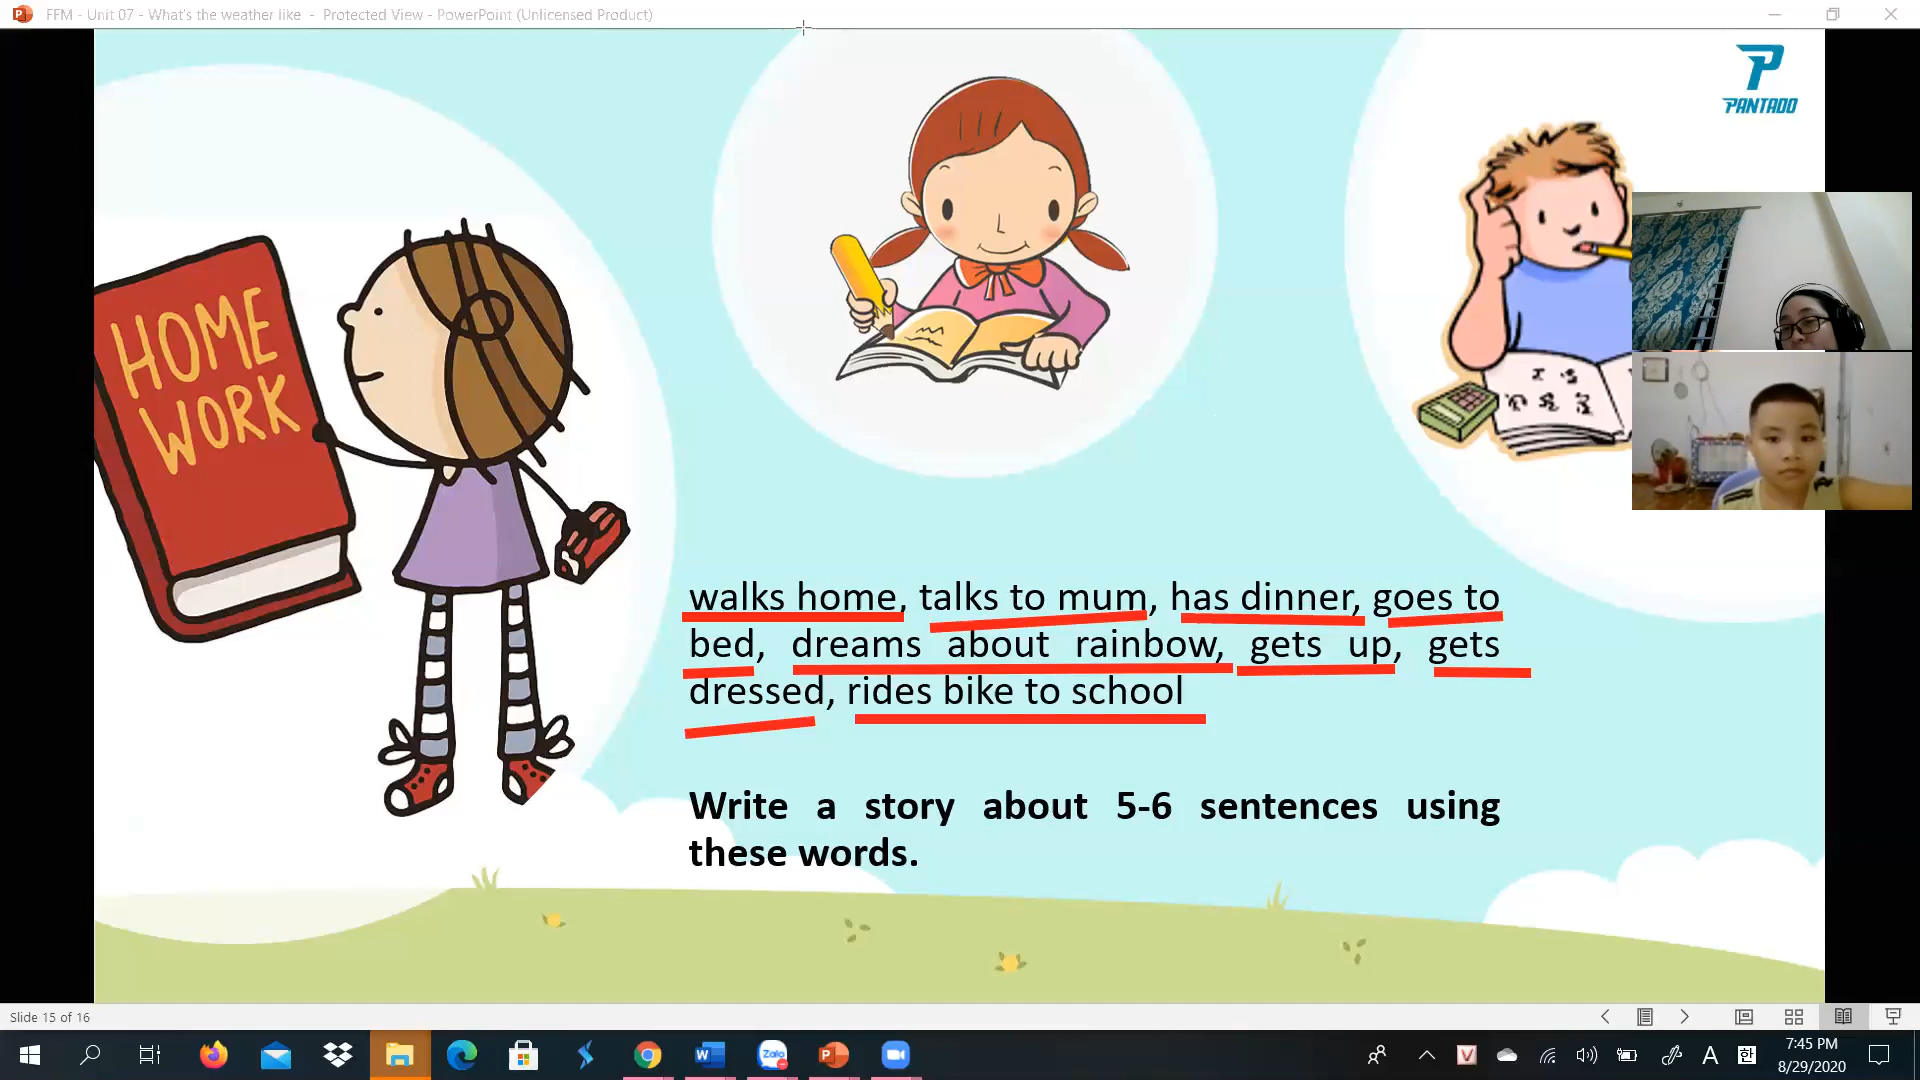 FFM - Unit 07 - What's the weather like - Protected View - PowerPoint (Unlicensed Product)
PANTADO
HOME
WORK
walks home, talks to mum, has dinner, goes to
bed, dreams about rainbow, gets up, gets
dressed, rides bike to school
Write a story about 5-6 sentences using
these words.
Slide 15 of 16
Zalo
A
한
7:45 PM
8/29/2020